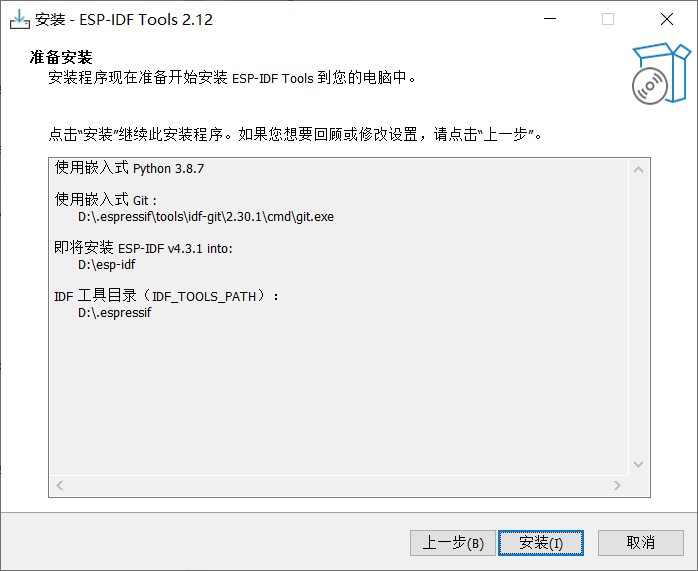 安装 - ESP-IDF Tools 2.12
准备安装
安装程序现在准备开始安装 ESP-IDF Tools 到您的电脑中。
点击“安装”继续此安装程序。如果您想要回顾或修改设置，请点击“上一步”。
使用嵌入式 Python 3.8.7
使用嵌入式 Git：
D:\.espressif\tools\idf-git\2.30.1\cmd\git.exe
即将安装 ESP-IDF v4.3.1 into:
D:\esp-idf
IDF 工具目录（IDF_TOOLS_PATH）：
D:\.espressif
上一步(B) 安装(I) 取消